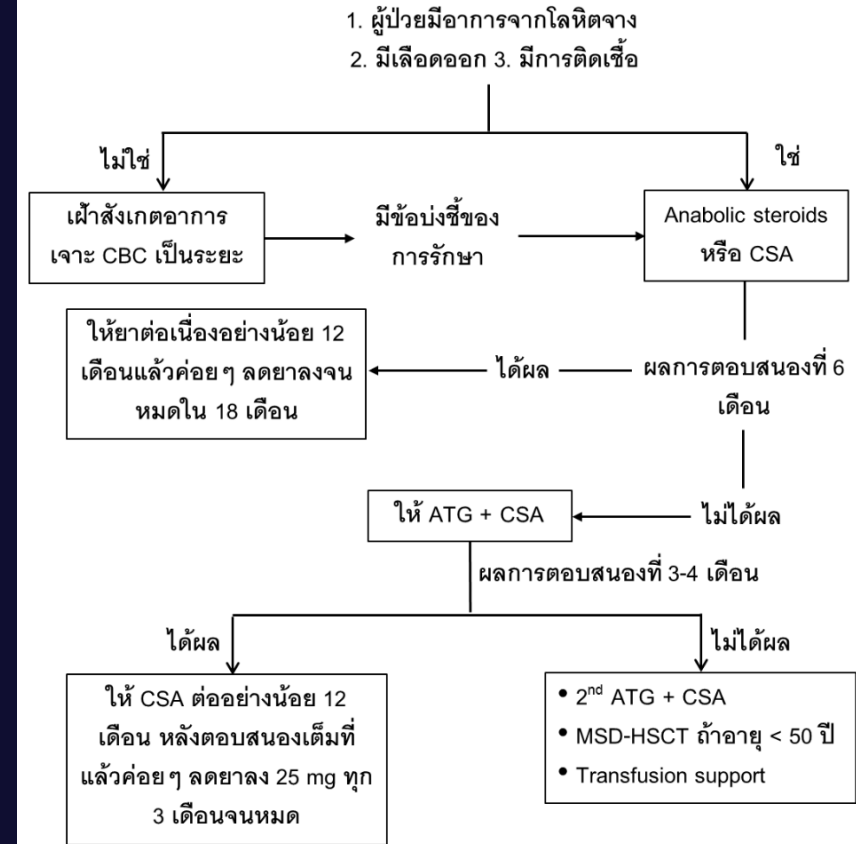 1. ผู้ป่วยมีอาการจากโลหิตจาง
2. มีเลือดออก 3. มีการติดเชื้อ
ไม่ใช่
ใช่
เฝ้าสังเกตอาการ
เจาะ CBC เป็นระยะ
มีข้อบ่งชี้ของ
การรักษา
Anabolic steroids
หรือ CSA
ให้ยาต่อเนื่องอย่างน้อย 12
เดือนแล้วค่อยๆ ลดยาลงจน
หมดใน 18 เดือน
ได้ผล
ผลการตอบสนองที่ 6
เดือน
ให้ ATG + CSA
ไม่ได้ผล
ผลการตอบสนองที่ 3-4 เดือน
ได้ผล
ไม่ได้ผล
ให้ CSA ต่ออย่างน้อย 12
เดือน หลังตอบสนองเต็มที่
แล้วค่อยๆ ลดยาลง 25 mg ทุก
3 เดือนจนหมด
• 2nd ATG + CSA
• MSD-HSCT ถ้าอายุ < 50 ปี
• Transfusion support